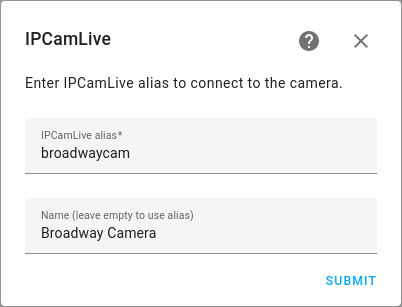 IPCamLive
Enter IPCamLive alias to connect to the camera.
IPCamLive alias*
broadwaycam
Name (leave empty to use alias)
Broadway Camera
SUBMIT